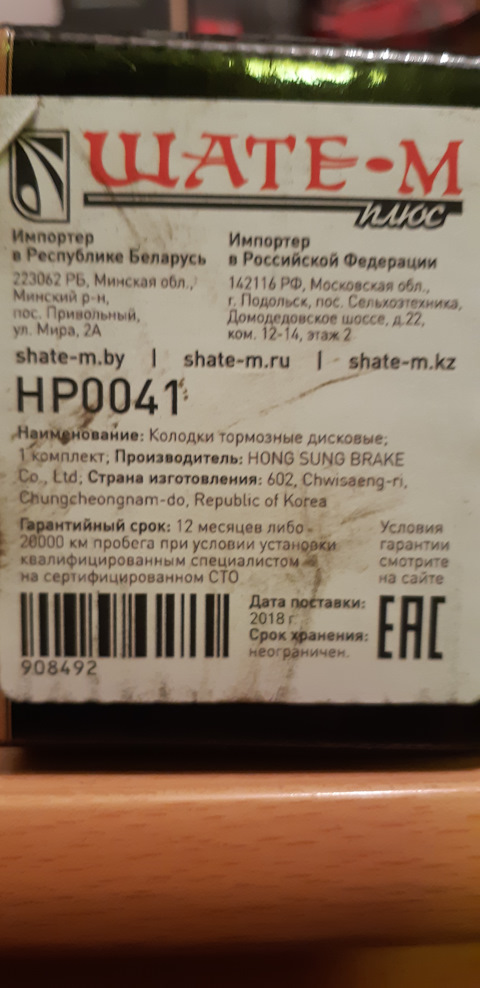 ШАТЕ-М
плюс
Импортер
в Республике Беларусь
223062 РБ, Минская обл.,
Минский р-н,
пос. Привольный,
ул. Мира, 2А
Импортер
в Российской Федерации
142116 РФ, Московская обл.,
г. Подольск, пос. Сельхозтехника,
Домодедовское шоссе, д.22,
ком. 12-14, этаж 2
shate-m.by | shate-m.ru | shate-m.kz
HP0041
Наименование: Колодки тормозные дисковые;
1 комплект; Производитель: HONG SUNG BRAKE
Co., Ltd; Страна изготовления: 602, Chwisaeng-ri,
Chungcheongnam-do, Republic of Korea
Гарантийный срок: 12 месяцев либо
20000 км пробега при условии установки
квалифицированным специалистом
на сертифицированном СТО
Условия
гарантии
смотрите
на сайте
908492
Дата поставки:
2018 г.
Срок хранения:
неограничен.
EAC